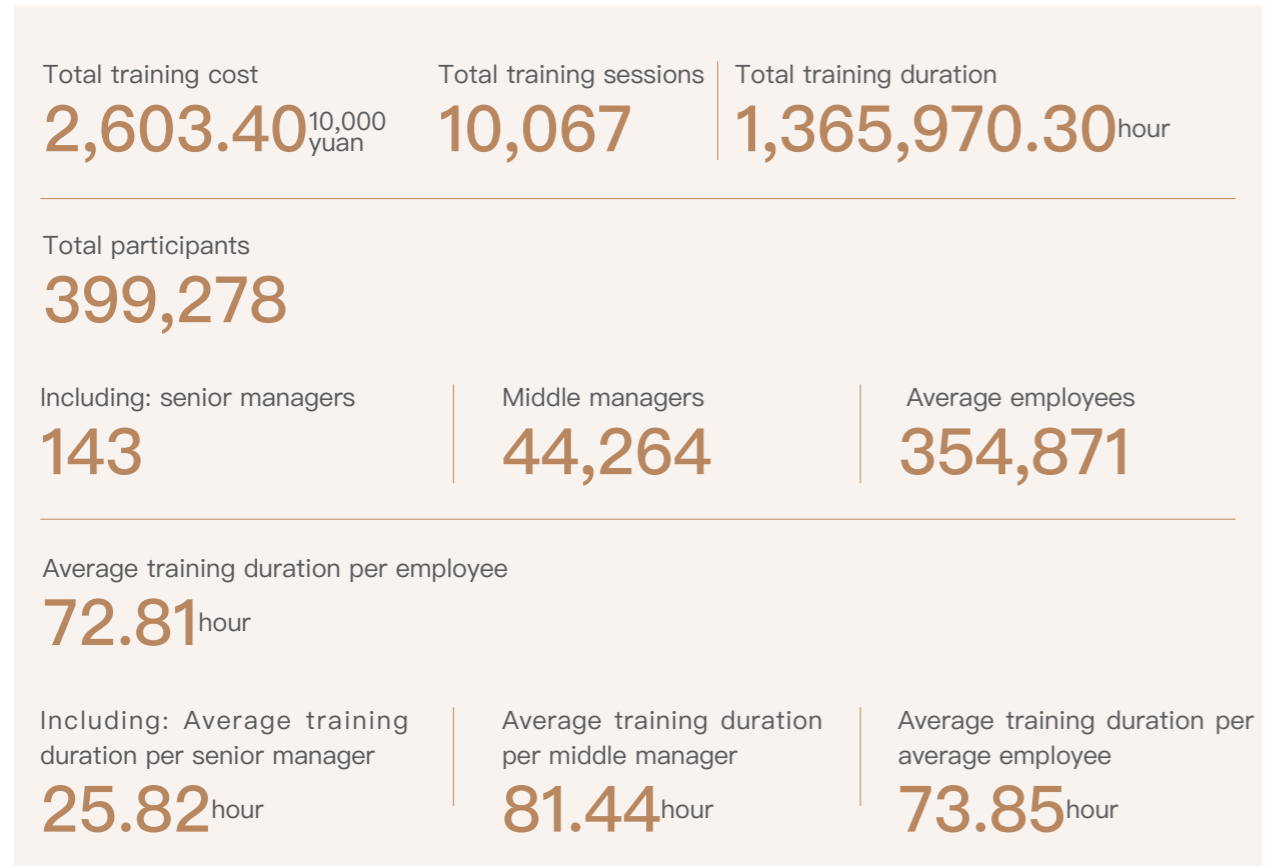 Total training cost
2,603.40 10,000 yuan
Total training sessions
10,067
Total training duration
1,365,970.30 hour
Total participants
399,278
Including: senior managers
143
Middle managers
44,264
Average employees
354,871
Average training duration per employee
72.81 hour
Including: Average training
duration per senior manager
25.82 hour
Average training duration
per middle manager
81.44 hour
Average training duration per
average employee
73.85 hour